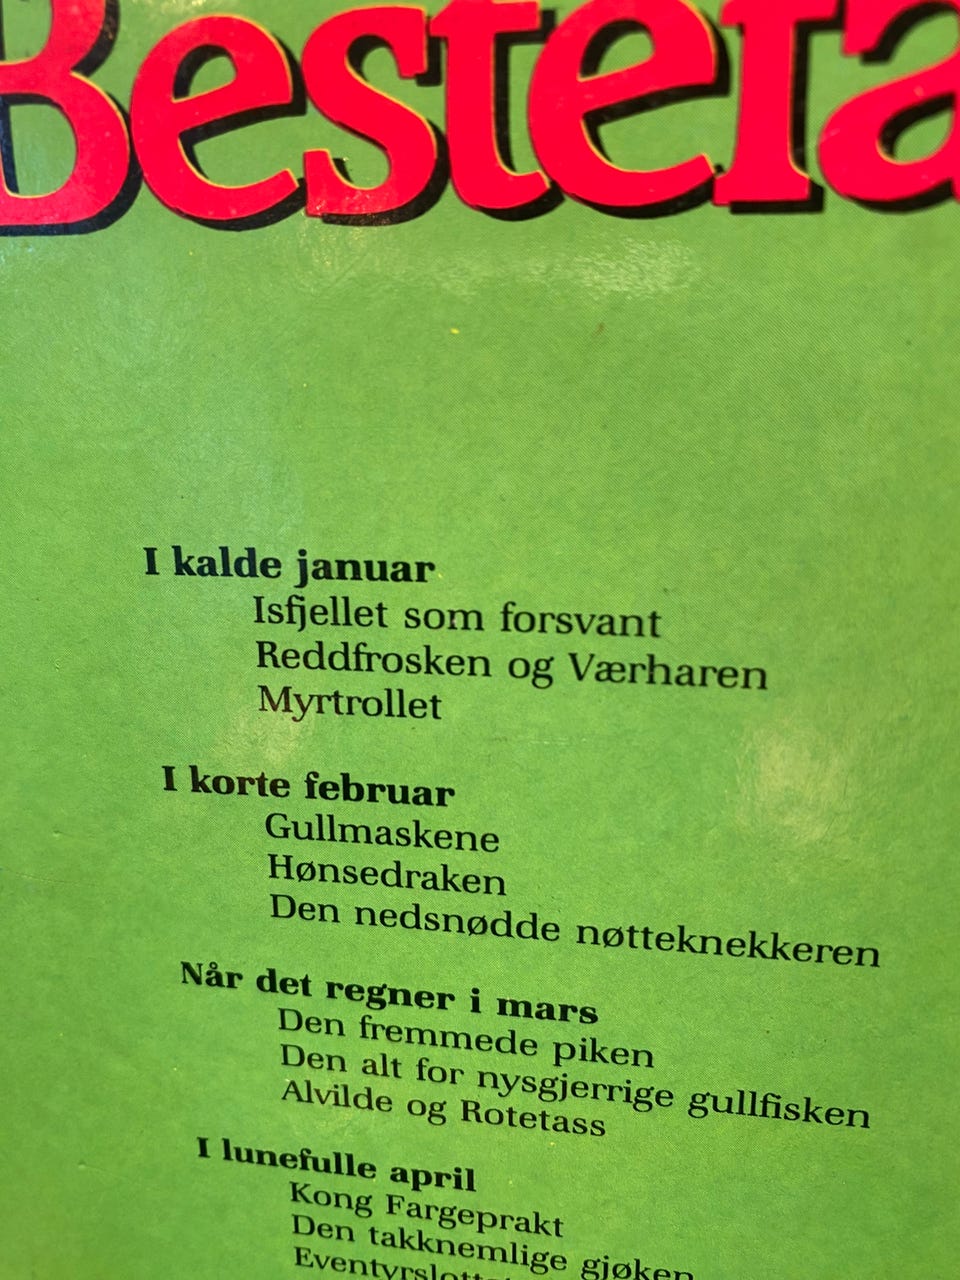 Bestefa
I kalde januar
Isfjellet som forsvant
Reddfrosken og Værharen
Myrtrollet
I korte februar
Gullmaskene
Hønsedraken
Den nedsnødde nøtteknekkeren
Når det regner i mars
Den fremmede piken
Den alt for nysgjerrige gullfisken
Alvilde og Rotetass
I lunefulle april
Kong Fargeprakt
Den takknemlige gjøken